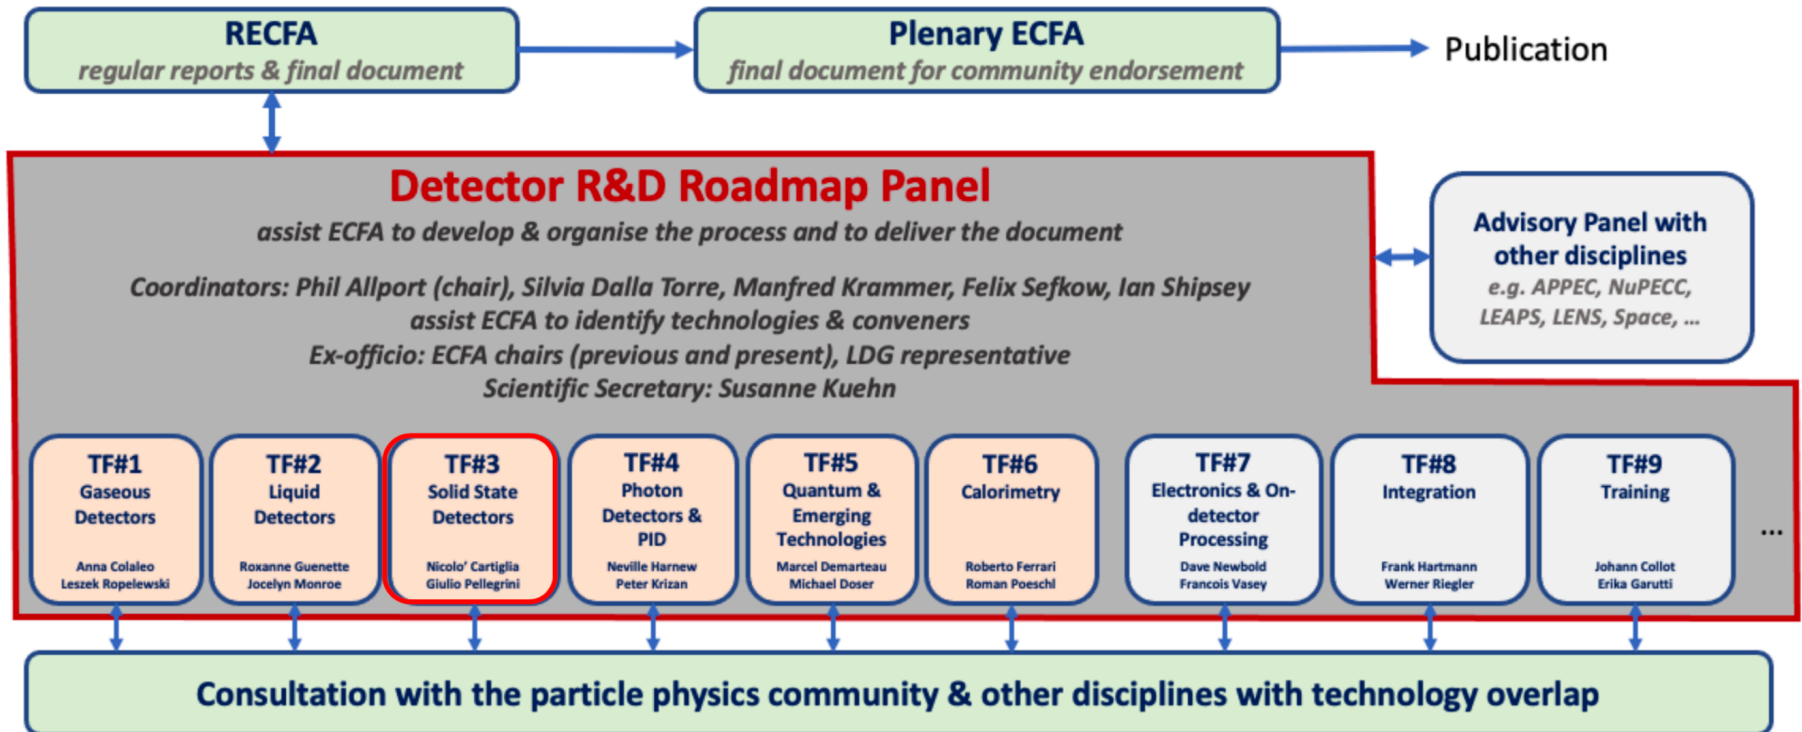 RECFA
regular reports & final document
Plenary ECFA
final document for community endorsement
Publication
Detector R&D Roadmap Panel
assist ECFA to develop & organise the process and to deliver the document
Coordinators: Phil Allport (chair), Silvia Dalla Torre, Manfred Krammer, Felix Sefkow, Ian Shipsey
assist ECFA to identify technologies & conveners
Ex-officio: ECFA chairs (previous and present), LDG representative
Scientific Secretary: Susanne Kuehn
Advisory Panel with
other disciplines
e.g. APPEC, NuPECC,
LEAPS, LENS, Space, ...
TF#1
Gaseous
Detectors
Anna Colaleo
Leszek Ropelewski
TF#2
Liquid
Detectors
Roxanne Guenette
Jocelyn Monroe
TF#3
Solid State
Detectors
Nicolo' Cartiglia
Giulio Pellegrini
TF#4
Photon
Detectors &
PID
Neville Harnew
Peter Krizan
TF#5
Quantum &
Emerging
Technologies
Marcel Demarteau
Michael Doser
TF#6
Calorimetry
Roberto Ferrari
Roman Poeschl
TF#7
Electronics & On-
detector
Processing
Dave Newbold
Francois Vasey
TF#8
Integration
Frank Hartmann
Werner Riegler
TF#9
Training
Johann Collot
Erika Garutti
...
Consultation with the particle physics community & other disciplines with technology overlap